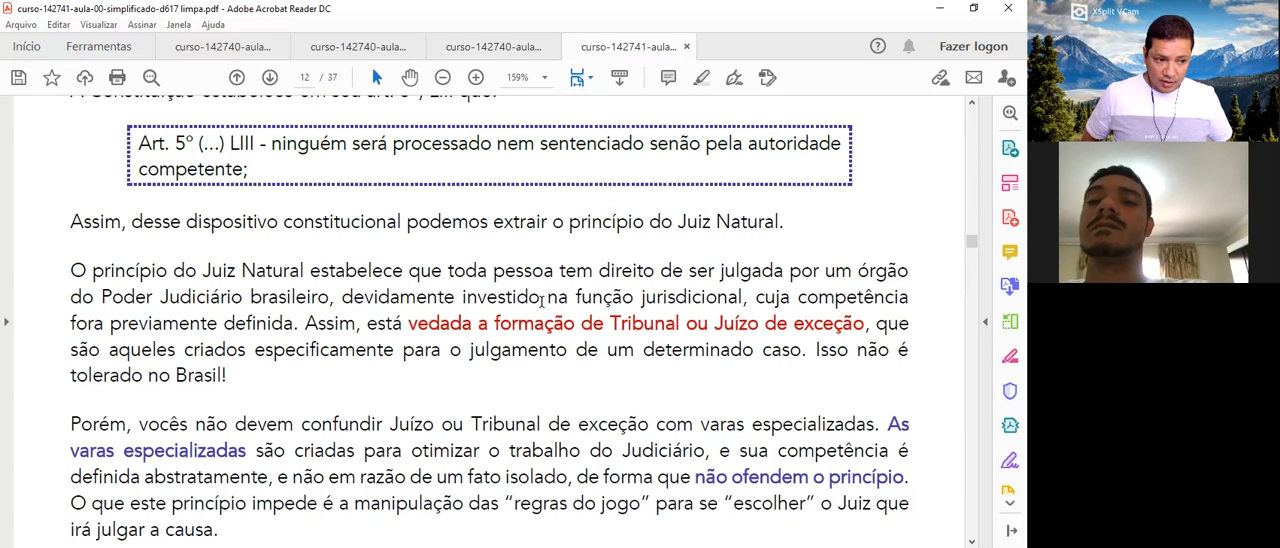 curso-142741-aula-00-simplificado-d617 limpa.pdf - Adobe Acrobat Reader DC
Arquivo Editar Visualizar Assinar Janela Ajuda
Início Ferramentas curso-142740-aula... curso-142740-aula... curso-142740-aula... curso-142741-aula... × Fazer logon
12 / 37 159%
XSplit VCam
Art. 5º (...) LIII - ninguém será processado nem sentenciado senão pela autoridade
competente;
Assim, desse dispositivo constitucional podemos extrair o princípio do Juiz Natural.
O princípio do Juiz Natural estabelece que toda pessoa tem direito de ser julgada por um órgão
do Poder Judiciário brasileiro, devidamente investido na função jurisdicional, cuja competência
fora previamente definida. Assim, está vedada a formação de Tribunal ou Juízo de exceção, que
são aqueles criados especificamente para o julgamento de um determinado caso. Isso não é
tolerado no Brasil!
Porém, vocês não devem confundir Juízo ou Tribunal de exceção com varas especializadas. As
varas especializadas são criadas para otimizar o trabalho do Judiciário, e sua competência é
definida abstratamente, e não em razão de um fato isolado, de forma que não ofendem o princípio.
O que este princípio impede é a manipulação das “regras do jogo” para se “escolher” o Juiz que
irá julgar a causa.